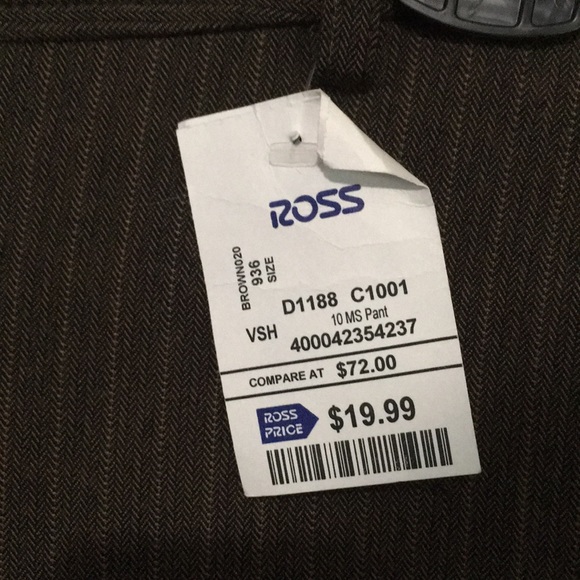 ROSS
BROWN020
936
SIZE
D1188 C1001
10 MS Pant
VSH 400042354237
COMPARE AT $72.00
ROSS PRICE $19.99